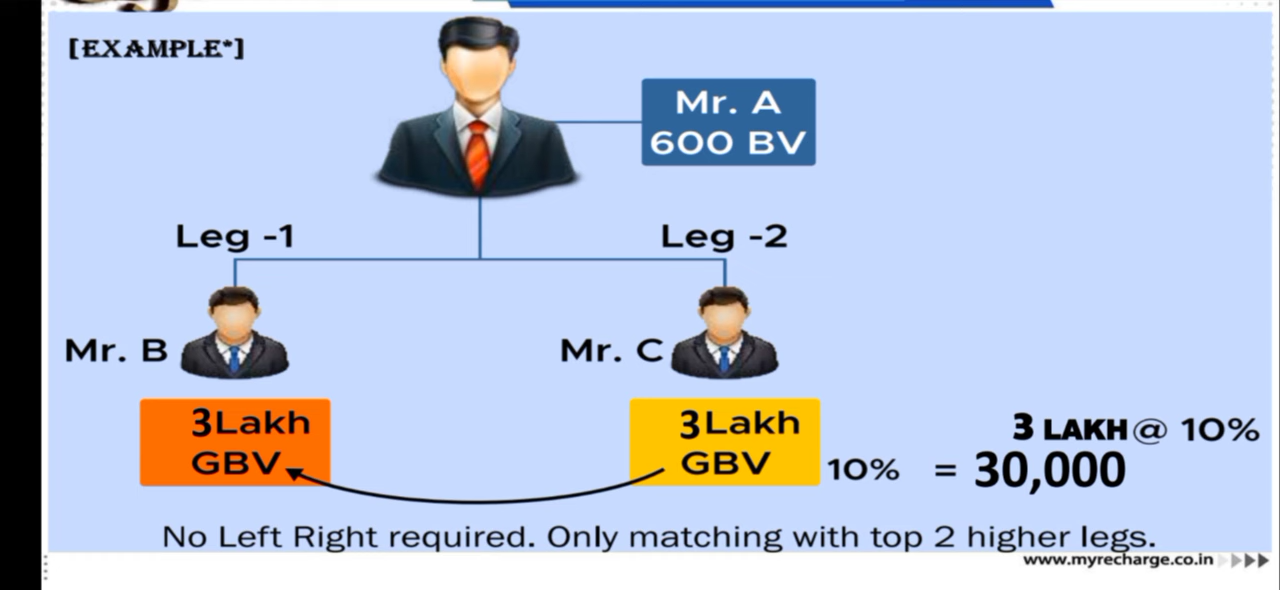 [EXAMPLE*]
Mr. A
600 BV
Leg -1
Leg -2
Mr. B
Mr. C
3Lakh
GBV
3Lakh
GBV
10%
3 LAKH@ 10%
= 30,000
No Left Right required. Only matching with top 2 higher legs.
www.myrecharge.co.in